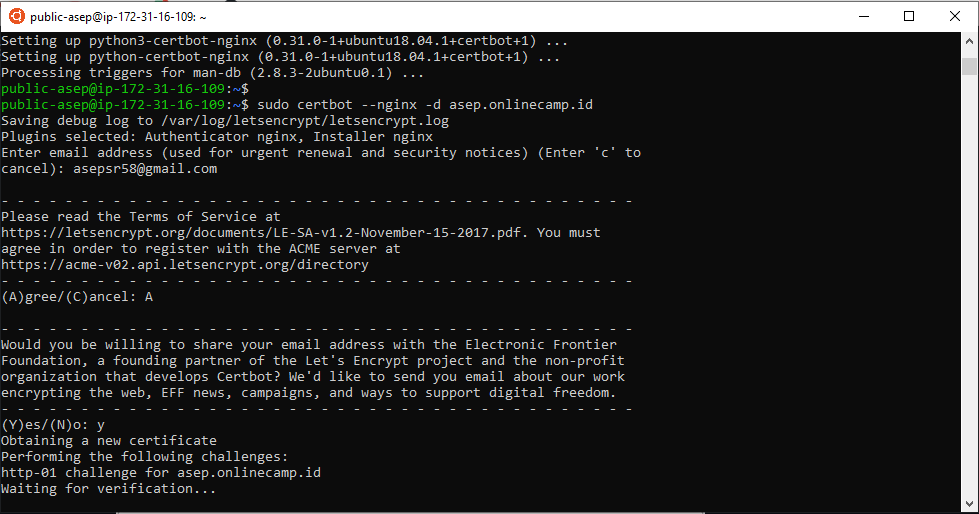 public-asep@ip-172-31-16-109: ~
Setting up python3-certbot-nginx (0.31.0-1+ubuntu18.04.1+certbot+1) ...
Setting up python-certbot-nginx (0.31.0-1+ubuntu18.04.1+certbot+1) ...
Processing triggers for man-db (2.8.3-2ubuntu0.1) ...
public-asep@ip-172-31-16-109:~$
public-asep@ip-172-31-16-109:~$ sudo certbot --nginx -d asep.onlinecamp.id
Saving debug log to /var/log/letsencrypt/letsencrypt.log
Plugins selected: Authenticator nginx, Installer nginx
Enter email address (used for urgent renewal and security notices) (Enter 'c' to
cancel): asepsr58@gmail.com
- - - - - - - - - - - - - - - - - - - - - - - - - - - - - - - - - - - - - - - -
Please read the Terms of Service at
https://letsencrypt.org/documents/LE-SA-v1.2-November-15-2017.pdf. You must
agree in order to register with the ACME server at
https://acme-v02.api.letsencrypt.org/directory
- - - - - - - - - - - - - - - - - - - - - - - - - - - - - - - - - - - - - - - -
(A)gree/(C)ancel: A
- - - - - - - - - - - - - - - - - - - - - - - - - - - - - - - - - - - - - - - -
Would you be willing to share your email address with the Electronic Frontier
Foundation, a founding partner of the Let's Encrypt project and the non-profit
organization that develops Certbot? We'd like to send you email about our work
encrypting the web, EFF news, campaigns, and ways to support digital freedom.
- - - - - - - - - - - - - - - - - - - - - - - - - - - - - - - - - - - - - - - -
(Y)es/(N)o: y
Obtaining a new certificate
Performing the following challenges:
http-01 challenge for asep.onlinecamp.id
Waiting for verification...